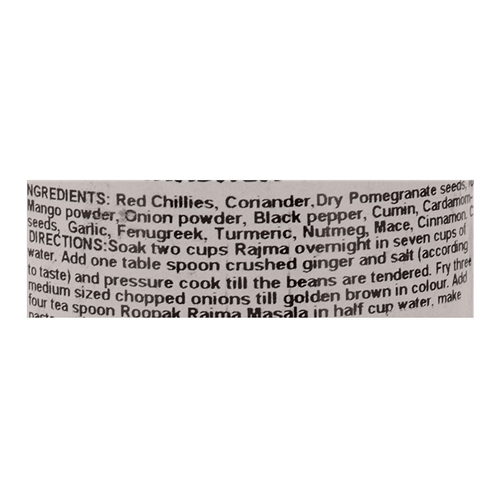 INGREDIENTS: Red Chillies, Coriander,Dry Pomegranate seeds,
Mango powder, Onion powder, Black pepper, Cumin, Cardamom-
seeds, Garlic, Fenugreek, Turmeric, Nutmeg, Mace, Cinnamon.
DIRECTIONS:Soak two cups Rajma overnight in seven cups of
water. Add one table spoon crushed ginger and salt (according
to taste) and pressure cook till the beans are tendered. Fry three
medium sized chopped onions till golden brown in colour. Add
four tea spoon Roopak Rajma Masala in half cup water, make